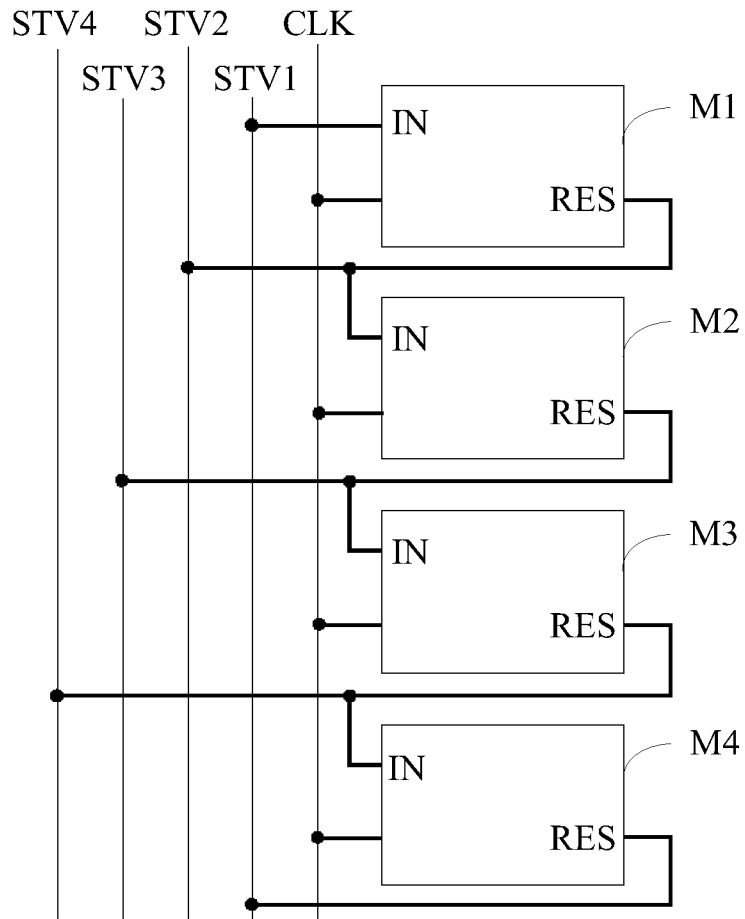 STV4 STV2 CLK
STV3 STV1
IN M1
RES
IN M2
RES
IN M3
RES
IN M4
RES